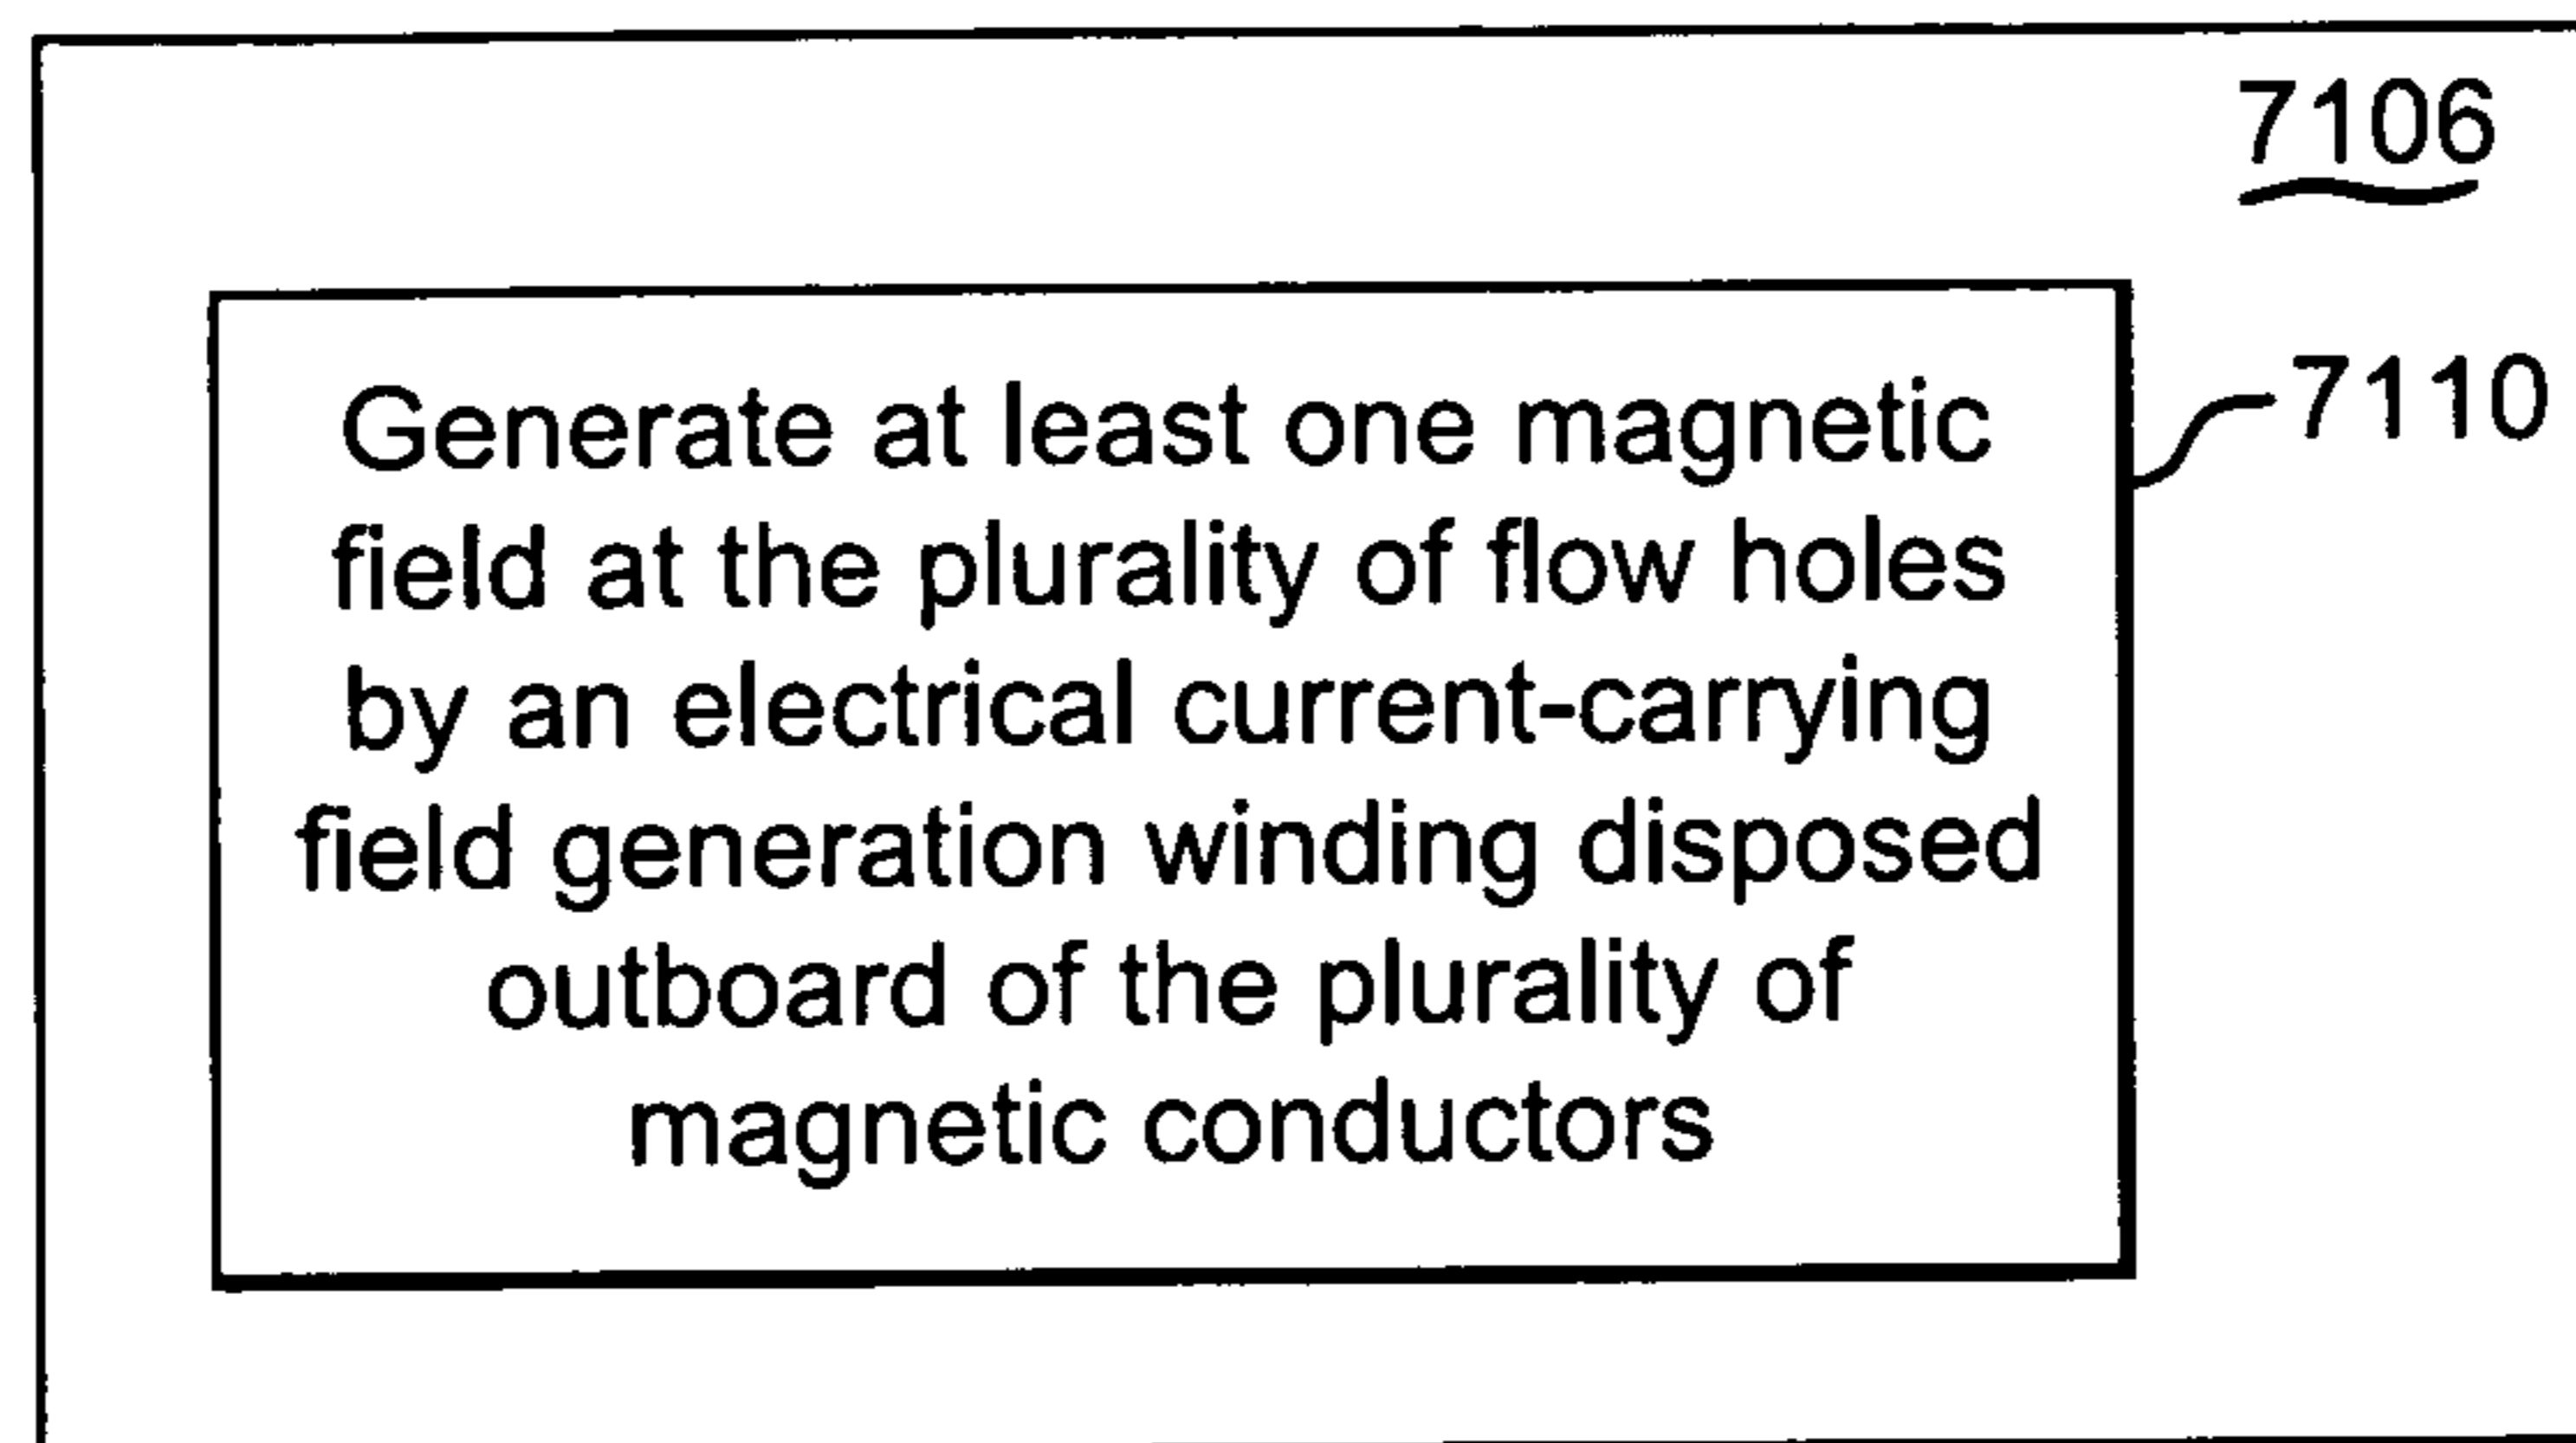 7106
Generate at least one magnetic
7110
field at the plurality of flow holes
by an electrical current-carrying
field generation winding disposed
outboard of the plurality of
magnetic conductors